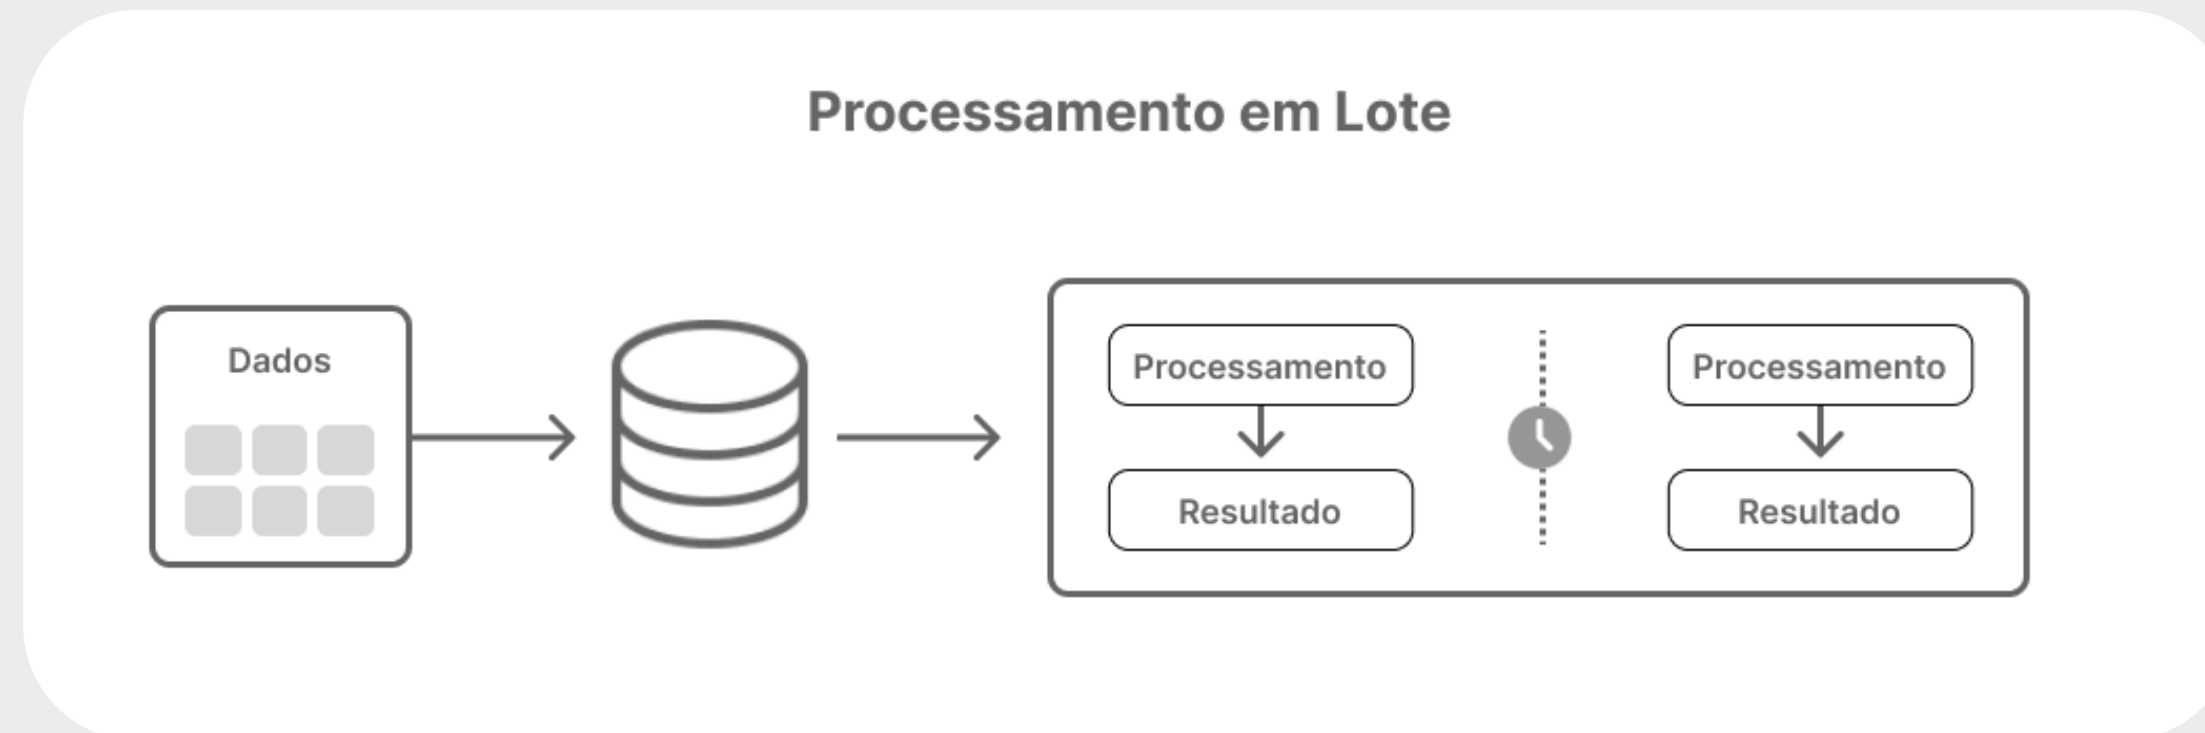 Processamento em Lote
Dados
Processamento
Resultado
Processamento
Resultado